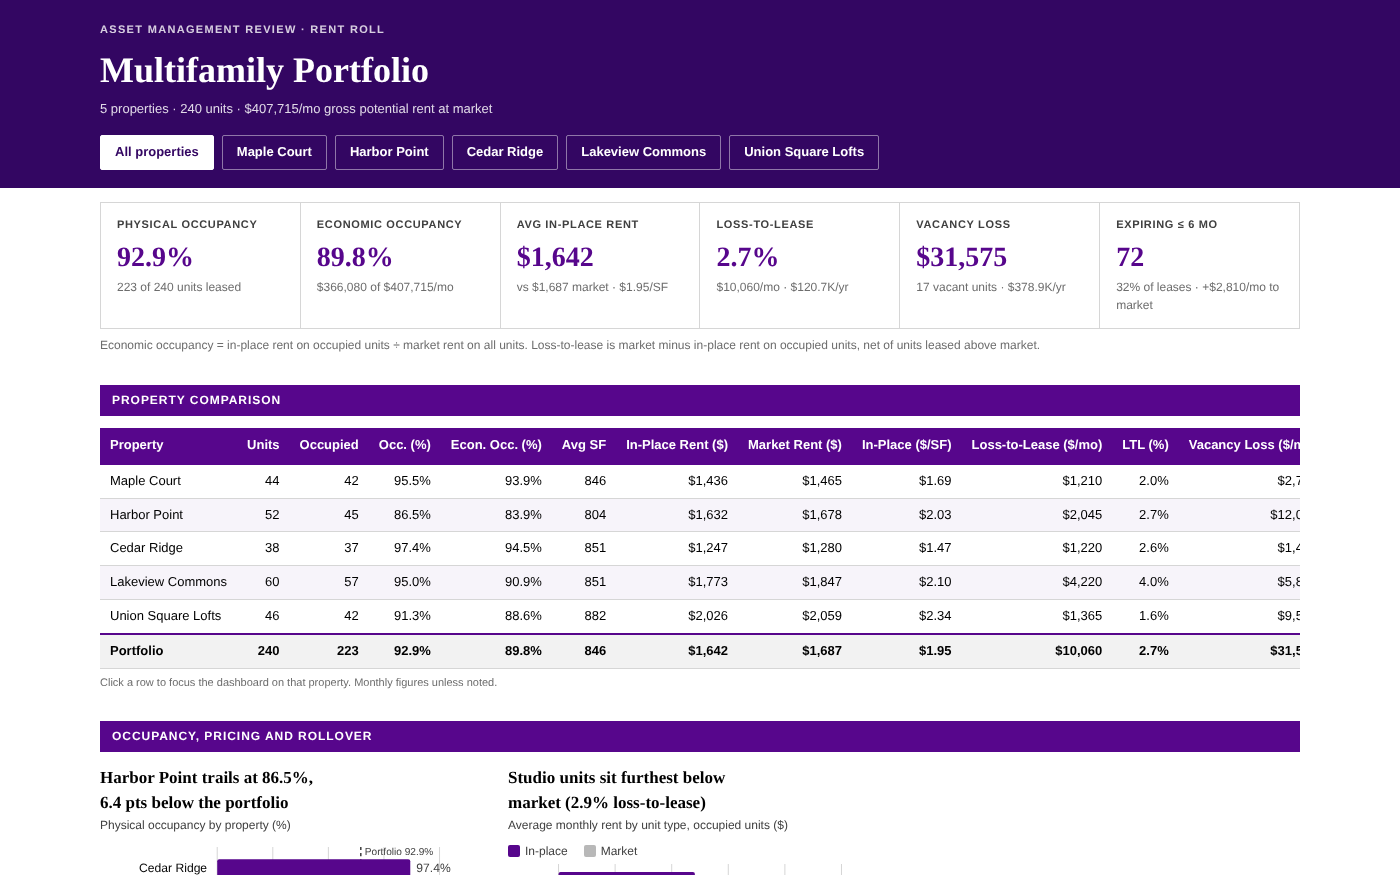 ASSET MANAGEMENT REVIEW · RENT ROLL
Multifamily Portfolio
5 properties · 240 units · $407,715/mo gross potential rent at market
All properties Maple Court Harbor Point Cedar Ridge Lakeview Commons Union Square Lofts
PHYSICAL OCCUPANCY ECONOMIC OCCUPANCY AVG IN-PLACE RENT LOSS-TO-LEASE VACANCY LOSS EXPIRING ≤ 6 MO
92.9% 89.8% $1,642 2.7% $31,575 72
223 of 240 units leased $366,080 of $407,715/mo vs $1,687 market · $1.95/SF $10,060/mo · $120.7K/yr 17 vacant units · $378.9K/yr 32% of leases · +$2,810/mo to
market
Economic occupancy = in-place rent on occupied units ÷ market rent on all units. Loss-to-lease is market minus in-place rent on occupied units, net of units leased above market.
PROPERTY COMPARISON
Property Units Occupied Occ. (%) Econ. Occ. (%) Avg SF In-Place Rent ($) Market Rent ($) In-Place ($/SF) Loss-to-Lease ($/mo) LTL (%) Vacancy Loss ($/m
Maple Court 44 42 95.5% 93.9% 846 $1,436 $1,465 $1.69 $1,210 2.0% $2,7
Harbor Point 52 45 86.5% 83.9% 804 $1,632 $1,678 $2.03 $2,045 2.7% $12,0
Cedar Ridge 38 37 97.4% 94.5% 851 $1,247 $1,280 $1.47 $1,220 2.6% $1,4
Lakeview Commons 60 57 95.0% 90.9% 851 $1,773 $1,847 $2.10 $4,220 4.0% $5,8
Union Square Lofts 46 42 91.3% 88.6% 882 $2,026 $2,059 $2.34 $1,365 1.6% $9,5
Portfolio 240 223 92.9% 89.8% 846 $1,642 $1,687 $1.95 $10,060 2.7% $31,5
Click a row to focus the dashboard on that property. Monthly figures unless noted.
OCCUPANCY, PRICING AND ROLLOVER
Harbor Point trails at 86.5%,
6.4 pts below the portfolio
Physical occupancy by property (%)
Portfolio 92.9%
Cedar Ridge 97.4%
Studio units sit furthest below
market (2.9% loss-to-lease)
Average monthly rent by unit type, occupied units ($)
In-place Market